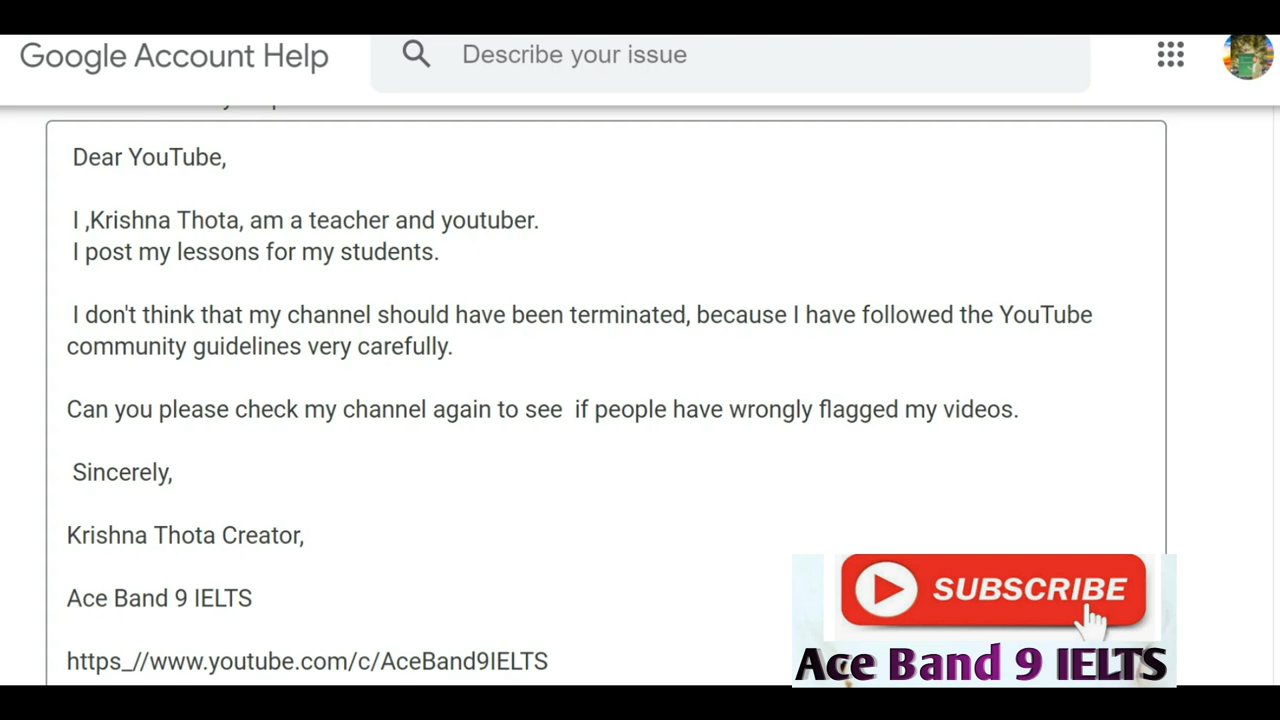 Google Account Help
Describe your issue
Dear YouTube,
I ,Krishna Thota, am a teacher and youtuber.
I post my lessons for my students.
I don't think that my channel should have been terminated, because I have followed the YouTube
community guidelines very carefully.
Can you please check my channel again to see  if people have wrongly flagged my videos.
Sincerely,
Krishna Thota Creator,
Ace Band 9 IELTS
https_//www.youtube.com/c/AceBand9IELTS
SUBSCRIBE
Ace Band 9 IELTS